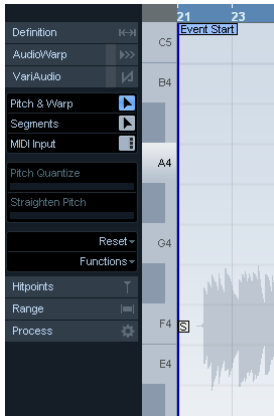 21 23
Event Start
Definition
AudioWarp
VariAudio
Pitch & Warp
Segments
MIDI Input
Pitch Quantize
Straighten Pitch
Reset
Functions
Hitpoints
Range
Process
C5
B4
A4
G4
F4
S
E4